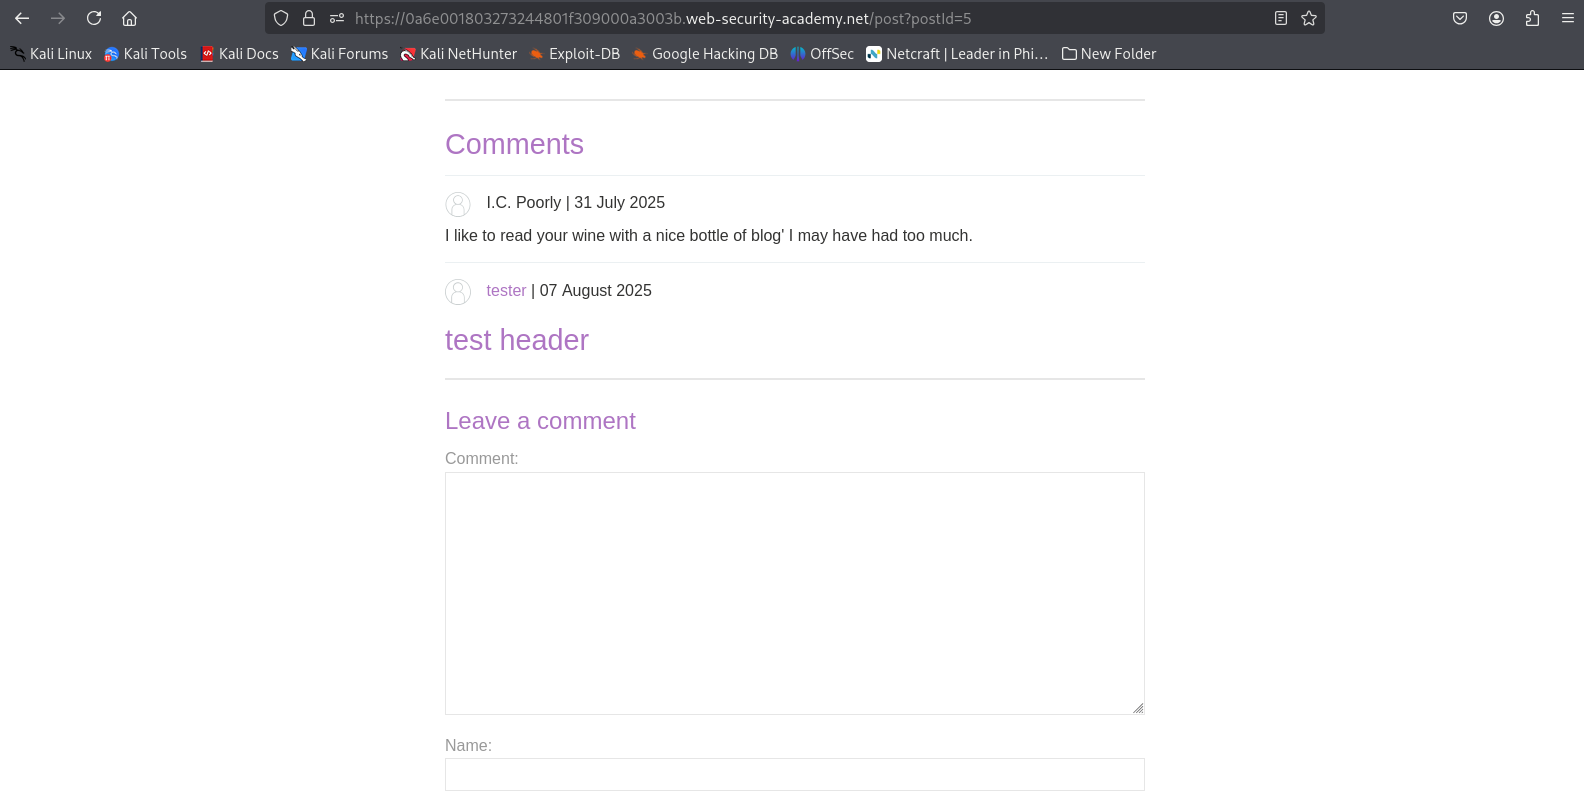 https://0a6e001803273244801f309000a3003b.web-security-academy.net/post?postId=5
Kali Linux Kali Tools Kali Docs Kali Forums Kali NetHunter Exploit-DB Google Hacking DB OffSec Netcraft | Leader in Phi… New Folder
Comments
I.C. Poorly | 31 July 2025
I like to read your wine with a nice bottle of blog' I may have had too much.
tester | 07 August 2025
test header
Leave a comment
Comment:
Name: